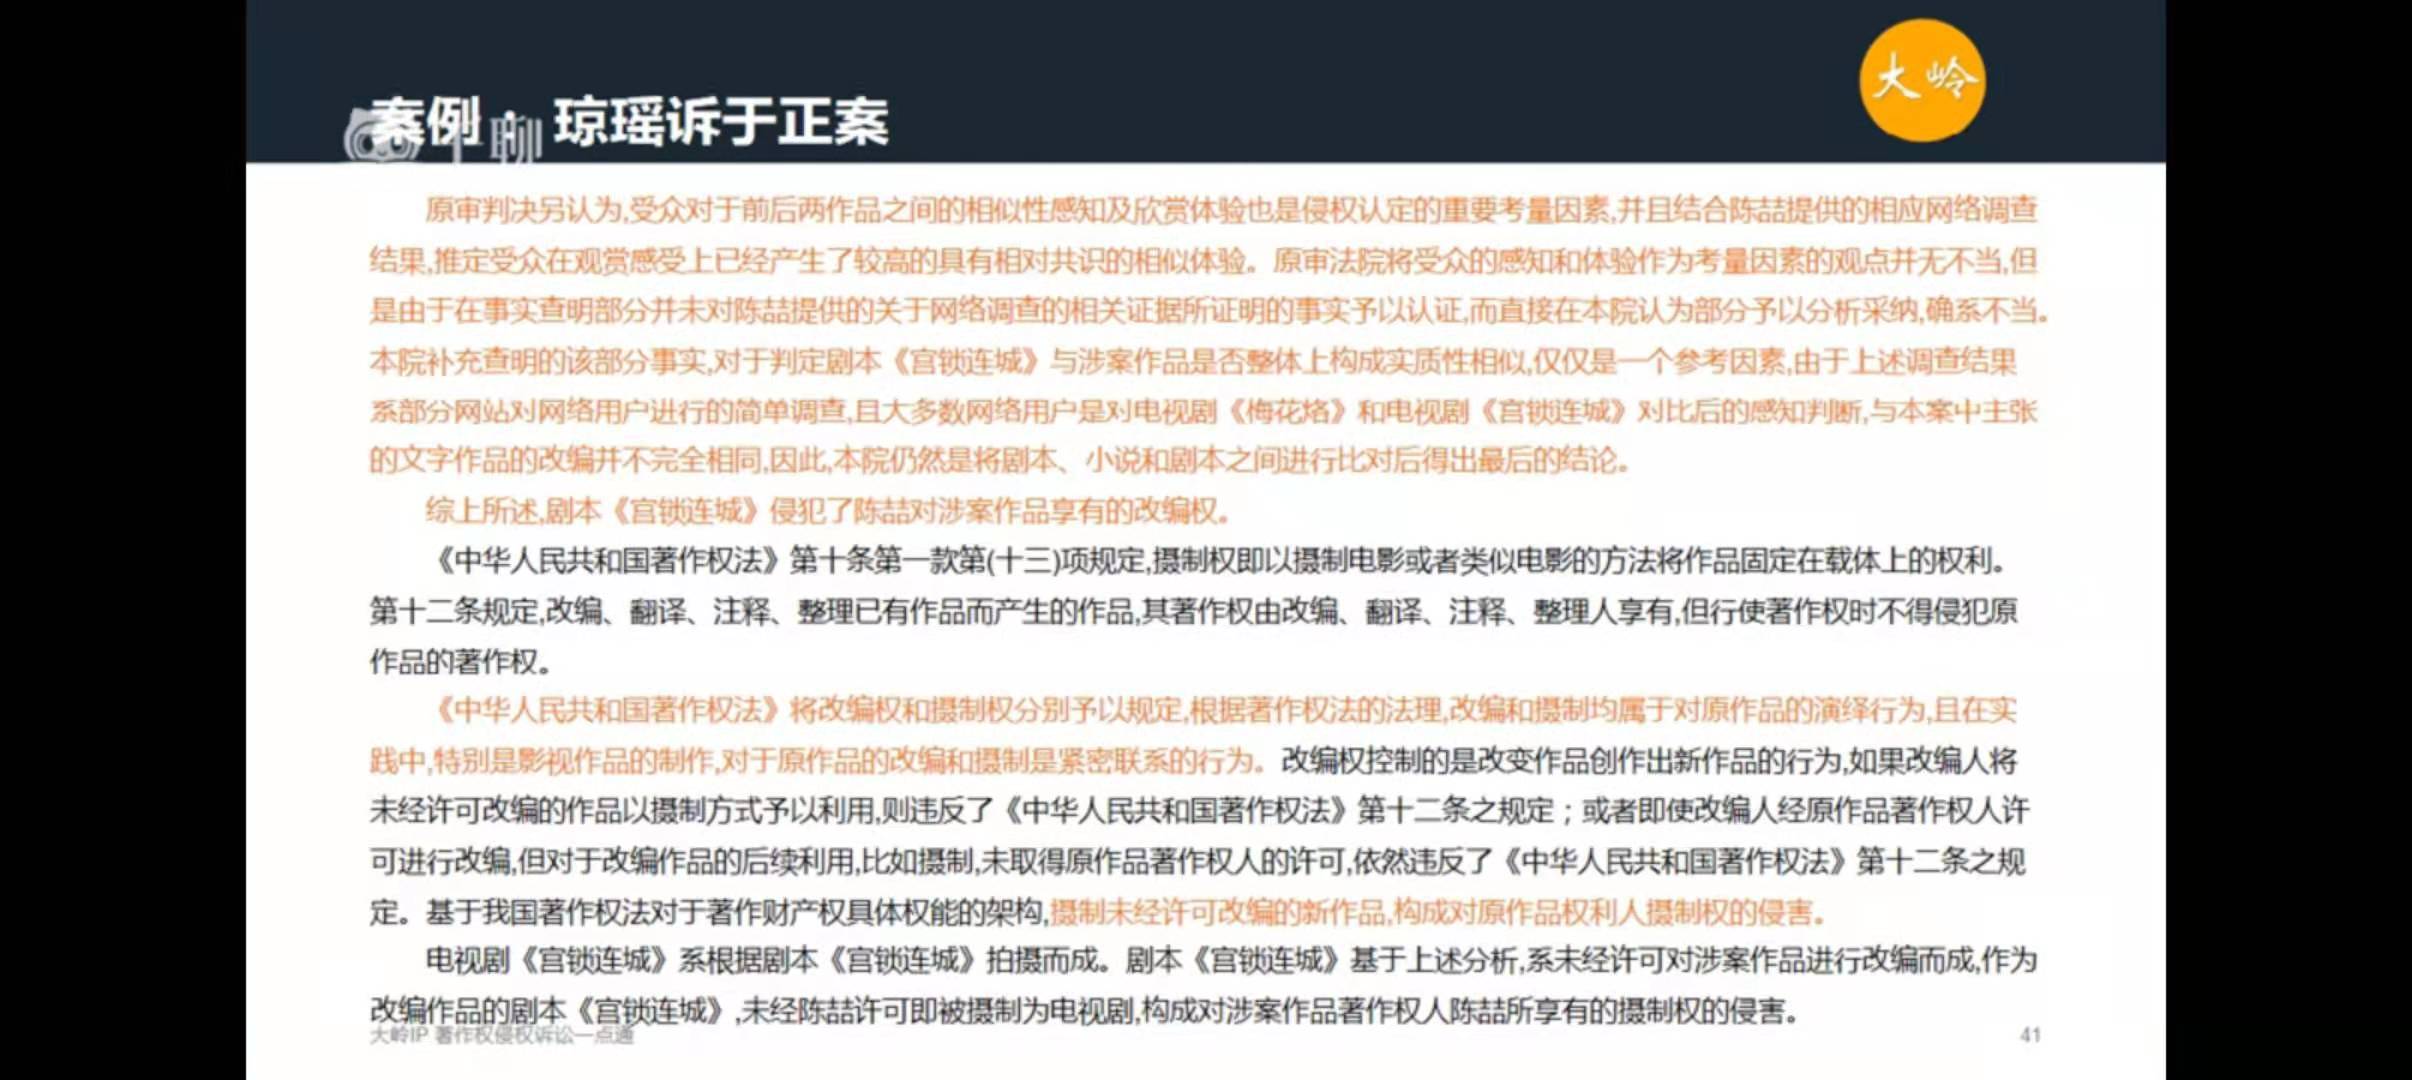 大岭
案例：琼瑶诉于正案
千聊
原审判决另认为,受众对于前后两作品之间的相似性感知及欣赏体验也是侵权认定的重要考量因素,并且结合陈喆提供的相应网络调查
结果,推定受众在观赏感受上已经产生了较高的具有相对共识的相似体验。原审法院将受众的感知和体验作为考量因素的观点并无不当,但
是由于在事实查明部分并未对陈喆提供的关于网络调查的相关证据所证明的事实予以认证,而直接在本院认为部分予以分析采纳,确系不当。
本院补充查明的该部分事实,对于判定剧本《宫锁连城》与涉案作品是否整体上构成实质性相似,仅仅是一个参考因素,由于上述调查结果
系部分网站对网络用户进行的简单调查,且大多数网络用户是对电视剧《梅花烙》和电视剧《宫锁连城》对比后的感知判断,与本案中主张
的文字作品的改编并不完全相同,因此,本院仍然是将剧本、小说和剧本之间进行比对后得出最后的结论。
综上所述,剧本《宫锁连城》侵犯了陈喆对涉案作品享有的改编权。
《中华人民共和国著作权法》第十条第一款第(十三)项规定,摄制权即以摄制电影或者类似电影的方法将作品固定在载体上的权利。
第十二条规定,改编、翻译、注释、整理已有作品而产生的作品,其著作权由改编、翻译、注释、整理人享有,但行使著作权时不得侵犯原
作品的著作权。
《中华人民共和国著作权法》将改编权和摄制权分别予以规定,根据著作权法的法理,改编和摄制均属于对原作品的演绎行为,且在实
践中,特别是影视作品的制作,对于原作品的改编和摄制是紧密联系的行为。改编权控制的是改变作品创作出新作品的行为,如果改编人将
未经许可改编的作品以摄制方式予以利用,则违反了《中华人民共和国著作权法》第十二条之规定；或者即使改编人经原作品著作权人许
可进行改编,但对于改编作品的后续利用,比如摄制,未取得原作品著作权人的许可,依然违反了《中华人民共和国著作权法》第十二条之规
定。基于我国著作权法对于著作财产权具体权能的架构,摄制未经许可改编的新作品,构成对原作品权利人摄制权的侵害。
电视剧《宫锁连城》系根据剧本《宫锁连城》拍摄而成。剧本《宫锁连城》基于上述分析,系未经许可对涉案作品进行改编而成,作为
改编作品的剧本《宫锁连城》,未经陈喆许可即被摄制为电视剧,构成对涉案作品著作权人陈喆所享有的摄制权的侵害。
大岭IP 著作权侵权诉讼一点通
41